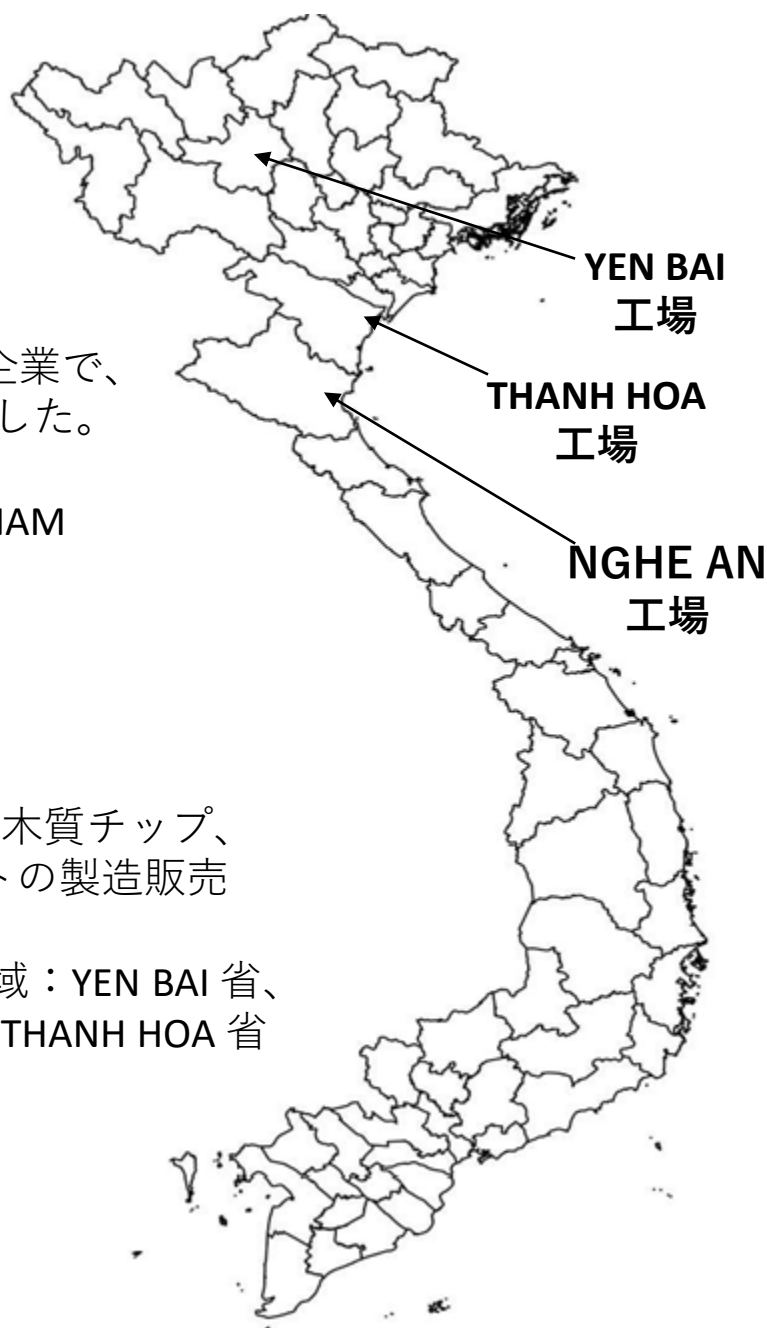 企業で、
した。
NAM
木質チップ、
トの製造販売
域：YEN BAI 省、
THANH HOA 省
YEN BAI
工場
THANH HOA
工場
NGHE AN
工場